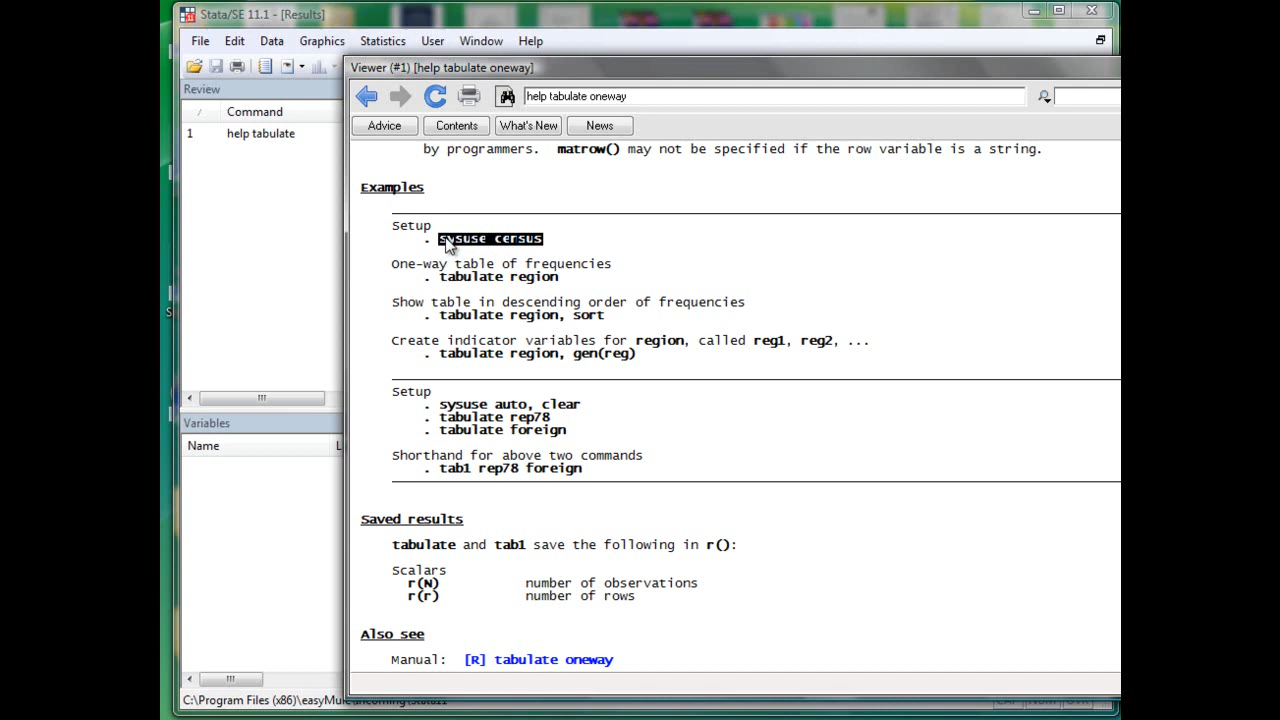 Stata/SE 11.1 - [Results]
File Edit Data Graphics Statistics User Window Help
Viewer (#1) [help tabulate oneway]
Review
Command
1 help tabulate
help tabulate oneway
Advice Contents What's New News
by programmers. matrow() may not be specified if the row variable is a string.
Examples
Setup
. sysuse census
One-way table of frequencies
. tabulate region
Show table in descending order of frequencies
. tabulate region, sort
Create indicator variables for region, called reg1, reg2, ...
. tabulate region, gen(reg)
Setup
. sysuse auto, clear
. tabulate rep78
. tabulate foreign
Shorthand for above two commands
. tab1 rep78 foreign
Variables
Name L
Saved results
tabulate and tab1 save the following in r():
Scalars
r(N) number of observations
r(r) number of rows
Also see
Manual: [R] tabulate oneway
C:\Program Files (x86)\easyMule\Incoming\Stata11